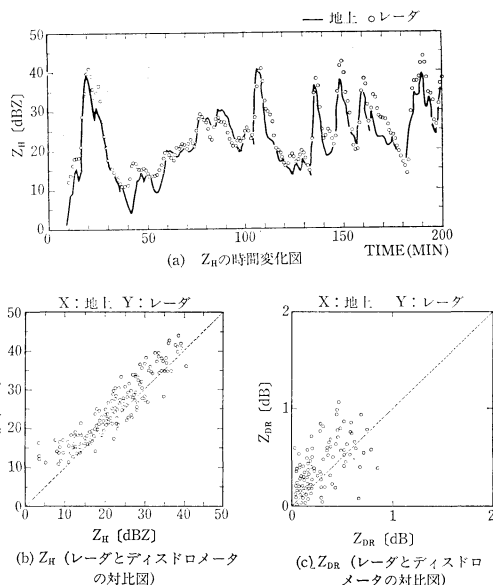 — 地上 ○ レーダ
50
40
30
20
10
0
Z_H [dBZ]
0 50 100 150 200
TIME(MIN)
(a) Z_Hの時間変化図
X：地上 Y：レーダ
50
40
30
20
10
0
0 10 20 30 40 50
Z_H [dBZ]
(b) Z_H (レーダとディスドロメータ
の対比図)
X：地上 Y：レーダ
2
1
0
Z_DR [dB]
0 1 2
Z_DR [dB]
(c) Z_DR (レーダとディスドロ
メータの対比図)